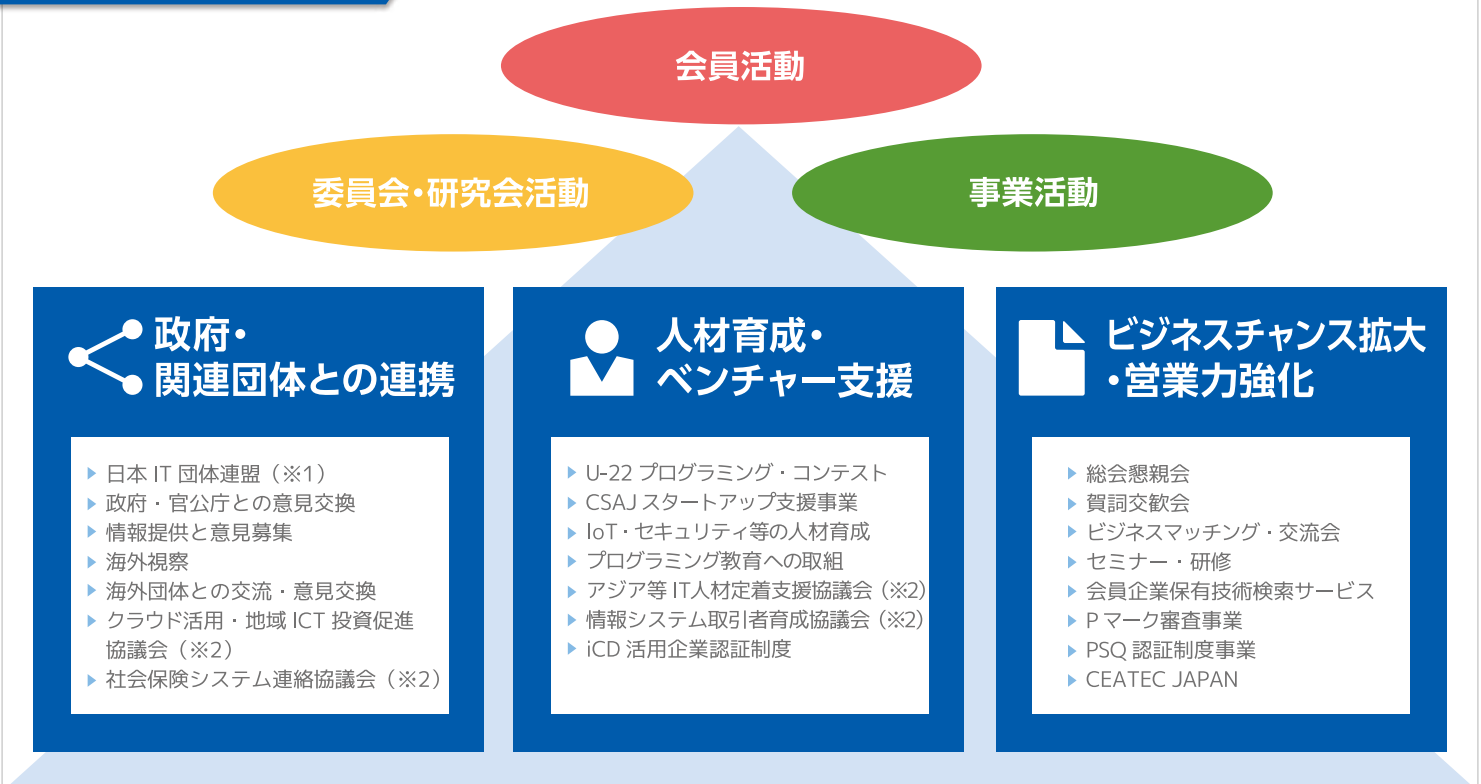 会員活動
委員会・研究会活動
事業活動
政府・
関連団体との連携
日本 IT 団体連盟（※1）
政府・官公庁との意見交換
情報提供と意見募集
海外視察
海外団体との交流・意見交換
クラウド活用・地域 ICT 投資促進
協議会（※2）
社会保険システム連絡協議会（※2）
人材育成・
ベンチャー支援
U-22 プログラミング・コンテスト
CSAJ スタートアップ支援事業
IoT・セキュリティ等の人材育成
プログラミング教育への取組
アジア等 IT人材定着支援協議会（※2）
情報システム取引者育成協議会（※2）
iCD 活用企業認証制度
ビジネスチャンス拡大
・営業力強化
総会懇親会
賀詞交歓会
ビジネスマッチング・交流会
セミナー・研修
会員企業保有技術検索サービス
P マーク審査事業
PSQ 認証制度事業
CEATEC JAPAN